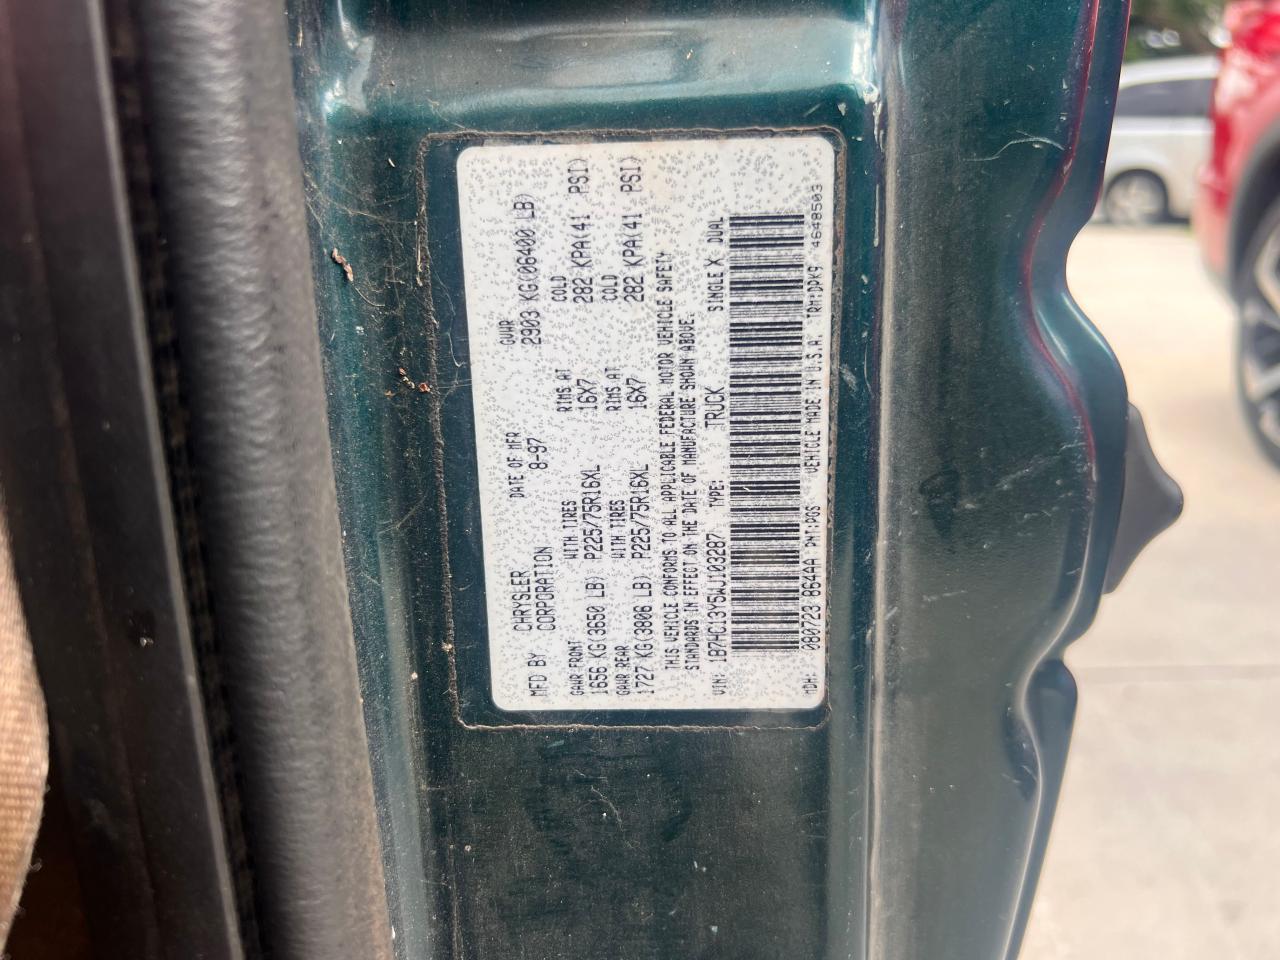 MFD BY CHRYSLER CORPORATION DATE OF MFR 8-97 GVWR 2903 KG(06400 LB)
GAWR FRONT WITH TIRES RIMS AT COLD
1656 KG(3650 LB) P225/75R16XL 16X7 282 KPA(41 PSI)
GAWR REAR WITH TIRES RIMS AT COLD
1727 KG(3806 LB) P225/75R16XL 16X7 282 KPA(41 PSI)
THIS VEHICLE CONFORMS TO ALL APPLICABLE FEDERAL MOTOR VEHICLE SAFETY
STANDARDS IN EFFECT ON THE DATE OF MANUFACTURE SHOWN ABOVE.
VIN: 1B7HC13Y5WJ103287 TYPE: TRUCK SINGLE X DUAL
MDH: 080723 864AA PNT:PGS VEHICLE MADE IN U.S.A. TRM:DPK9 4648503